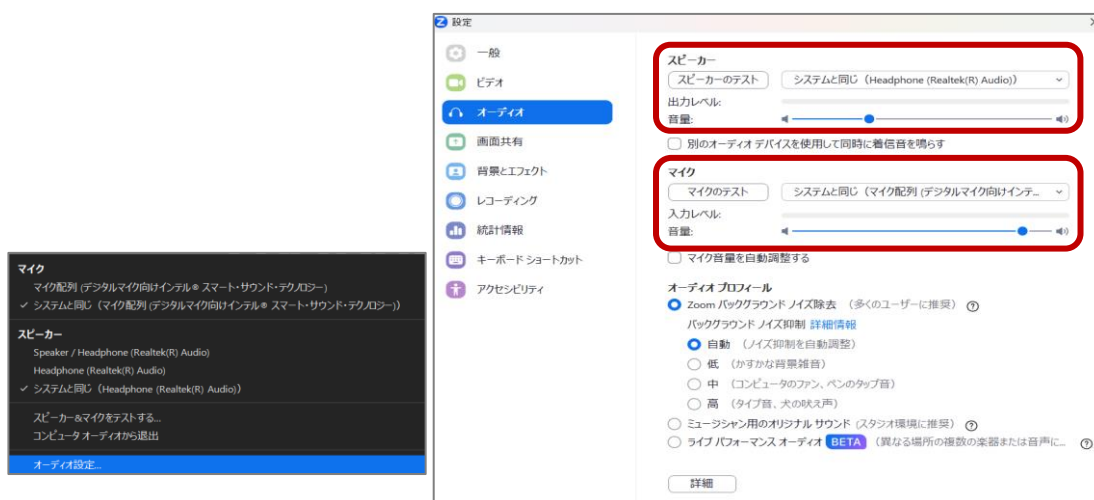 マイク
マイク配列 (デジタルマイク向けインテル® スマート・サウンド・テクノロジー)
✓ システムと同じ (マイク配列 (デジタルマイク向けインテル® スマート・サウンド・テクノロジー))
スピーカー
Speaker / Headphone (Realtek(R) Audio)
Headphone (Realtek(R) Audio)
✓ システムと同じ (Headphone (Realtek(R) Audio))
スピーカー&マイクをテストする...
コンピュータ オーディオから退出
オーディオ設定...
設定
一般
ビデオ
オーディオ
画面共有
背景とエフェクト
レコーディング
統計情報
キーボード ショートカット
アクセシビリティ
スピーカー
スピーカーのテスト システムと同じ (Headphone (Realtek(R) Audio))
出力レベル:
音量:
別のオーディオ デバイスを使用して同時に着信音を鳴らす
マイク
マイクのテスト システムと同じ (マイク配列 (デジタルマイク向けインテ...
入力レベル:
音量:
マイク音量を自動調整する
オーディオ プロフィール
Zoom バックグラウンド ノイズ除去 (多くのユーザーに推奨) ?
バックグラウンド ノイズ抑制 詳細情報
自動 (ノイズ抑制を自動調整)
低 (かすかな背景雑音)
中 (コンピュータのファン、ペンのタップ音)
高 (タイプ音、犬の吠え声)
ミュージシャン用のオリジナル サウンド (スタジオ環境に推奨) ?
ライブ パフォーマンス オーディオ BETA (異なる場所の複数の楽器または音声に... ?
詳細